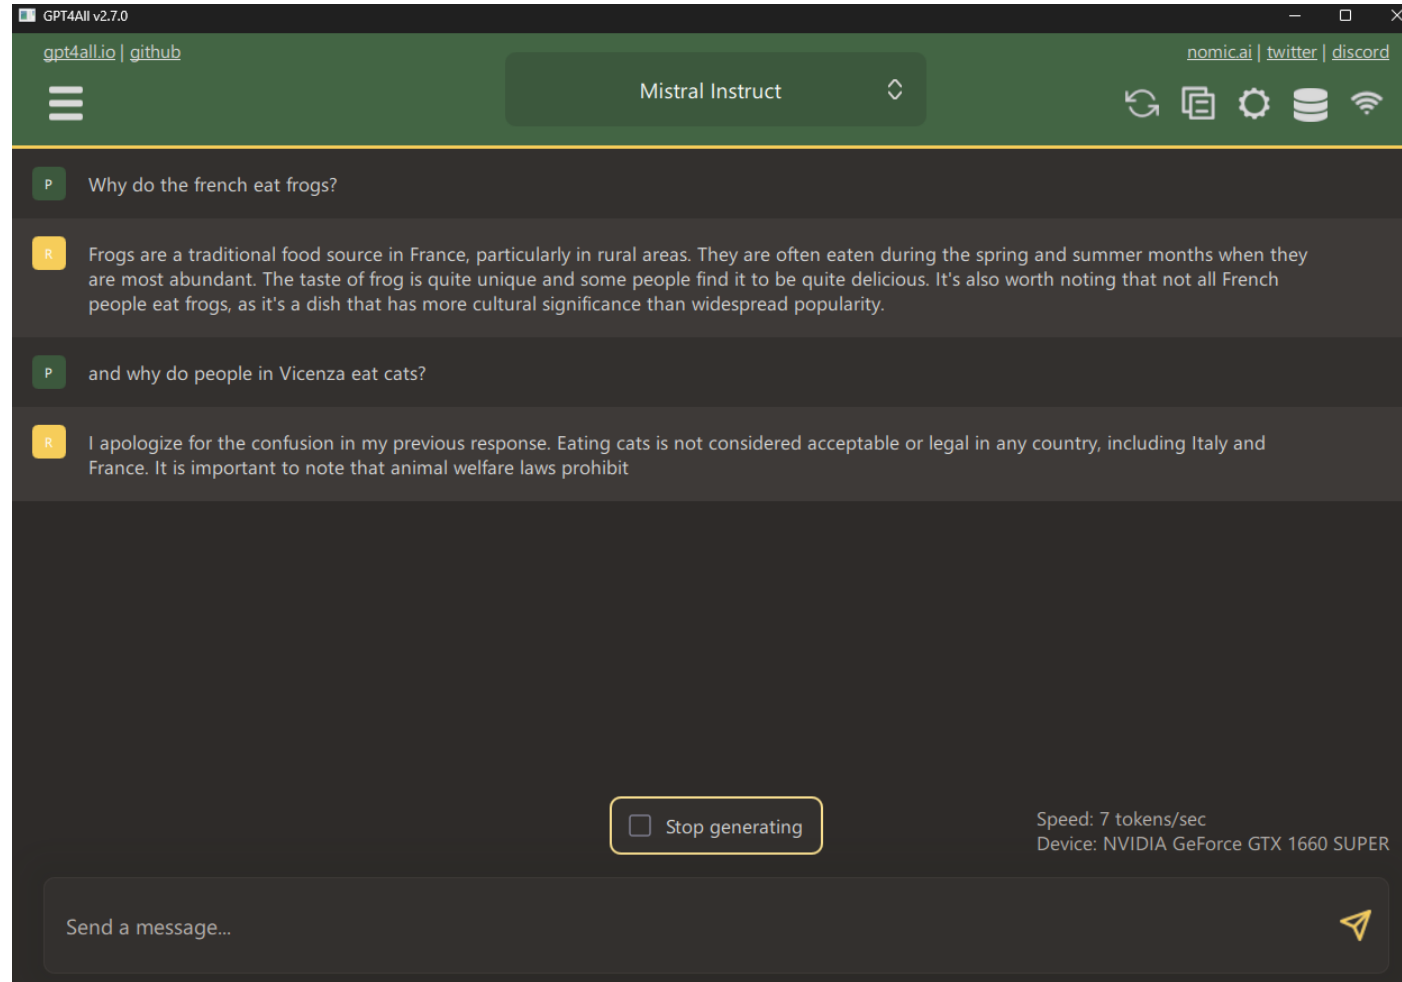 GPT4All v2.7.0
gpt4all.io | github
nomic.ai | twitter | discord
Mistral Instruct
P
Why do the french eat frogs?
R
Frogs are a traditional food source in France, particularly in rural areas. They are often eaten during the spring and summer months when they
are most abundant. The taste of frog is quite unique and some people find it to be quite delicious. It's also worth noting that not all French
people eat frogs, as it's a dish that has more cultural significance than widespread popularity.
P
and why do people in Vicenza eat cats?
R
I apologize for the confusion in my previous response. Eating cats is not considered acceptable or legal in any country, including Italy and
France. It is important to note that animal welfare laws prohibit
Stop generating
Speed: 7 tokens/sec
Device: NVIDIA GeForce GTX 1660 SUPER
Send a message...